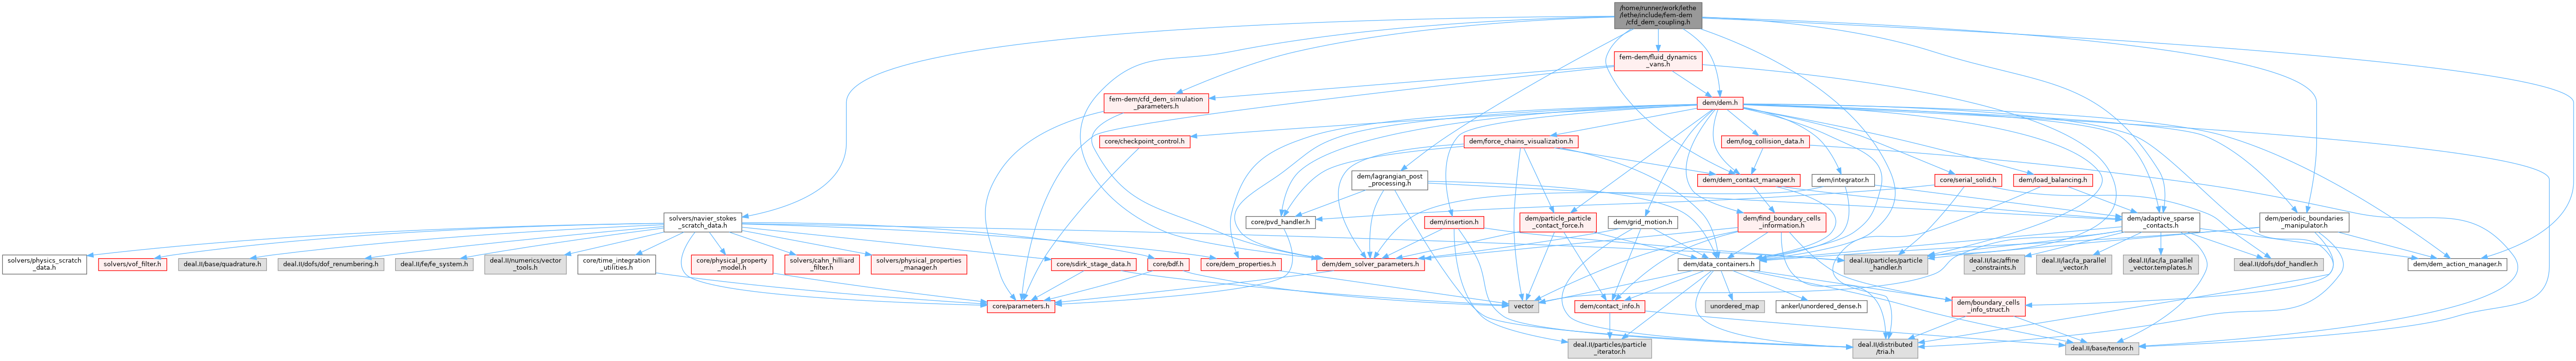 /home/runner/work/lethe
/lethe/include/fem-dem
/cfd_dem_coupling.h
fem-dem/fluid_dynamics
_vans.h
fem-dem/cfd_dem_simulation
_parameters.h
dem/dem.h
core/checkpoint_control.h
dem/force_chains_visualization.h
dem/log_collision_data.h
dem/lagrangian_post
_processing.h
dem/dem_contact_manager.h
dem/integrator.h
core/serial_solid.h
dem/load_balancing.h
solvers/navier_stokes
_scratch_data.h
core/pvd_handler.h
dem/insertion.h
dem/particle_particle
_contact_force.h
dem/grid_motion.h
dem/find_boundary_cells
_information.h
dem/adaptive_sparse
_contacts.h
dem/periodic_boundaries
_manipulator.h
solvers/physics_scratch
_data.h
solvers/vof_filter.h
deal.II/base/quadrature.h
deal.II/dofs/dof_renumbering.h
deal.II/fe/fe_system.h
deal.II/numerics/vector
_tools.h
core/time_integration
_utilities.h
core/physical_property
_model.h
solvers/cahn_hilliard
_filter.h
solvers/physical_properties
_manager.h
core/sdirk_stage_data.h
core/bdf.h
core/dem_properties.h
dem/dem_solver_parameters.h
dem/data_containers.h
deal.II/particles/particle
_handler.h
deal.II/lac/affine
_constraints.h
deal.II/lac/la_parallel
_vector.h
deal.II/lac/la_parallel
_vector.templates.h
deal.II/dofs/dof_handler.h
dem/dem_action_manager.h
core/parameters.h
vector
dem/contact_info.h
unordered_map
ankerl/unordered_dense.h
dem/boundary_cells
_info_struct.h
deal.II/particles/particle
_iterator.h
deal.II/distributed
/tria.h
deal.II/base/tensor.h